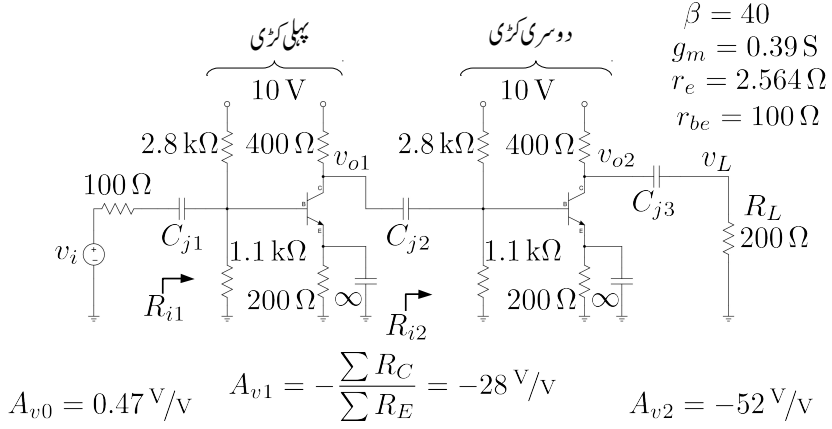 پہلی کڑی
دوسری کڑی
β = 40
g_m = 0.39 S
r_e = 2.564 Ω
r_be = 100 Ω
10 V
10 V
2.8 kΩ
400 Ω
v_o1
2.8 kΩ
400 Ω
v_o2
v_L
100 Ω
C
B
E
C
B
E
C_j1
C_j2
C_j3
R_L
200 Ω
v_i
1.1 kΩ
1.1 kΩ
R_i1
200 Ω
∞
R_i2
200 Ω
∞
A_v0 = 0.47 V/V
A_v1 = −∑ R_C/∑ R_E = −28 V/V
A_v2 = −52 V/V